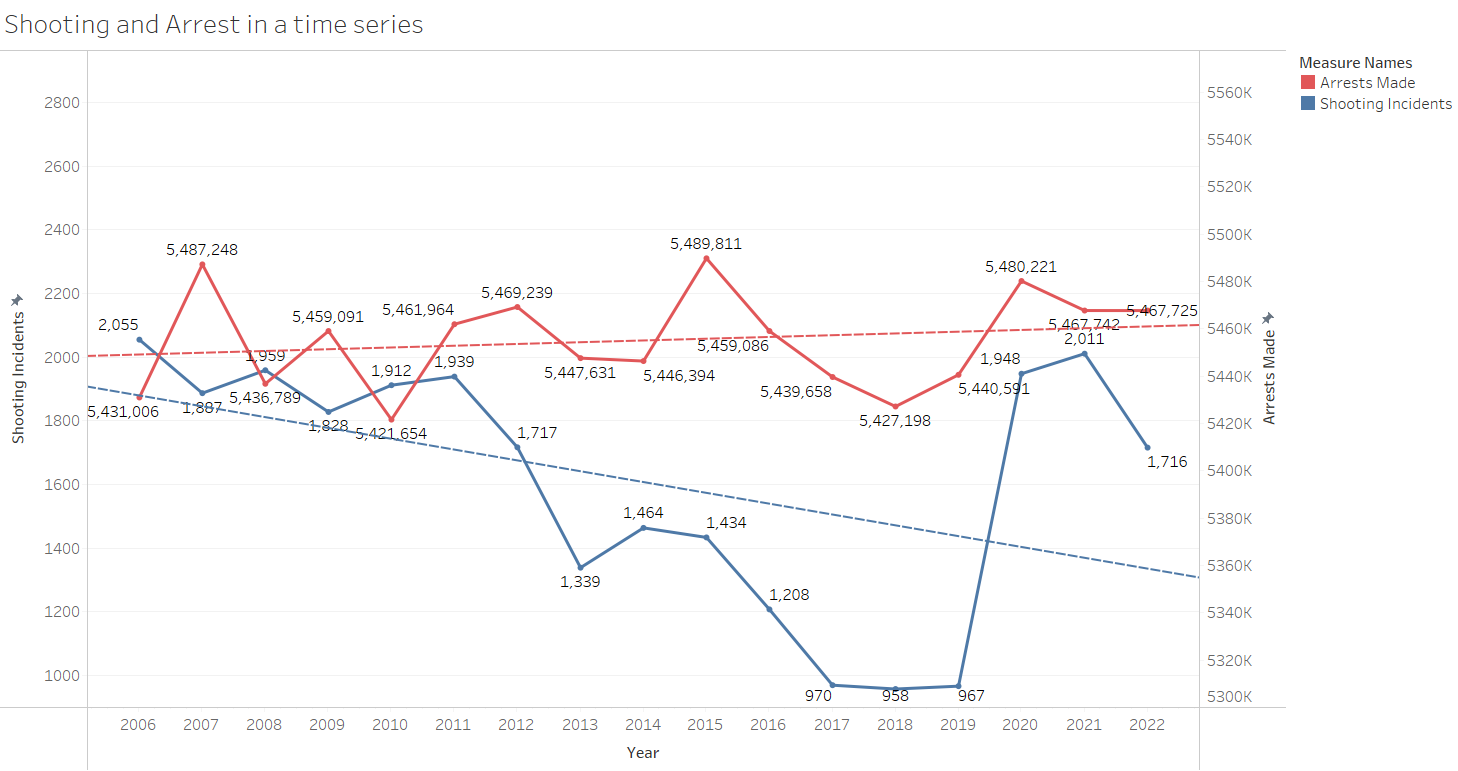 Shooting and Arrest in a time series
Measure Names
Arrests Made
Shooting Incidents
Shooting Incidents
2800
2600
2400
2200
2000
1800
1600
1400
1200
1000
2,055
1,887
1,959
1,828
1,912
1,939
1,717
1,339
1,464
1,434
1,208
970
958
967
1,948
2,011
1,716
5,431,006
5,487,248
5,436,789
5,459,091
5,421,654
5,461,964
5,469,239
5,447,631
5,446,394
5,489,811
5,459,086
5,439,658
5,427,198
5,440,591
5,480,221
5,467,742
5,467,725
5560K
5540K
5520K
5500K
5480K
5460K
5440K
5420K
5400K
5380K
5360K
5340K
5320K
5300K
Arrests Made
2006 2007 2008 2009 2010 2011 2012 2013 2014 2015 2016 2017 2018 2019 2020 2021 2022
Year